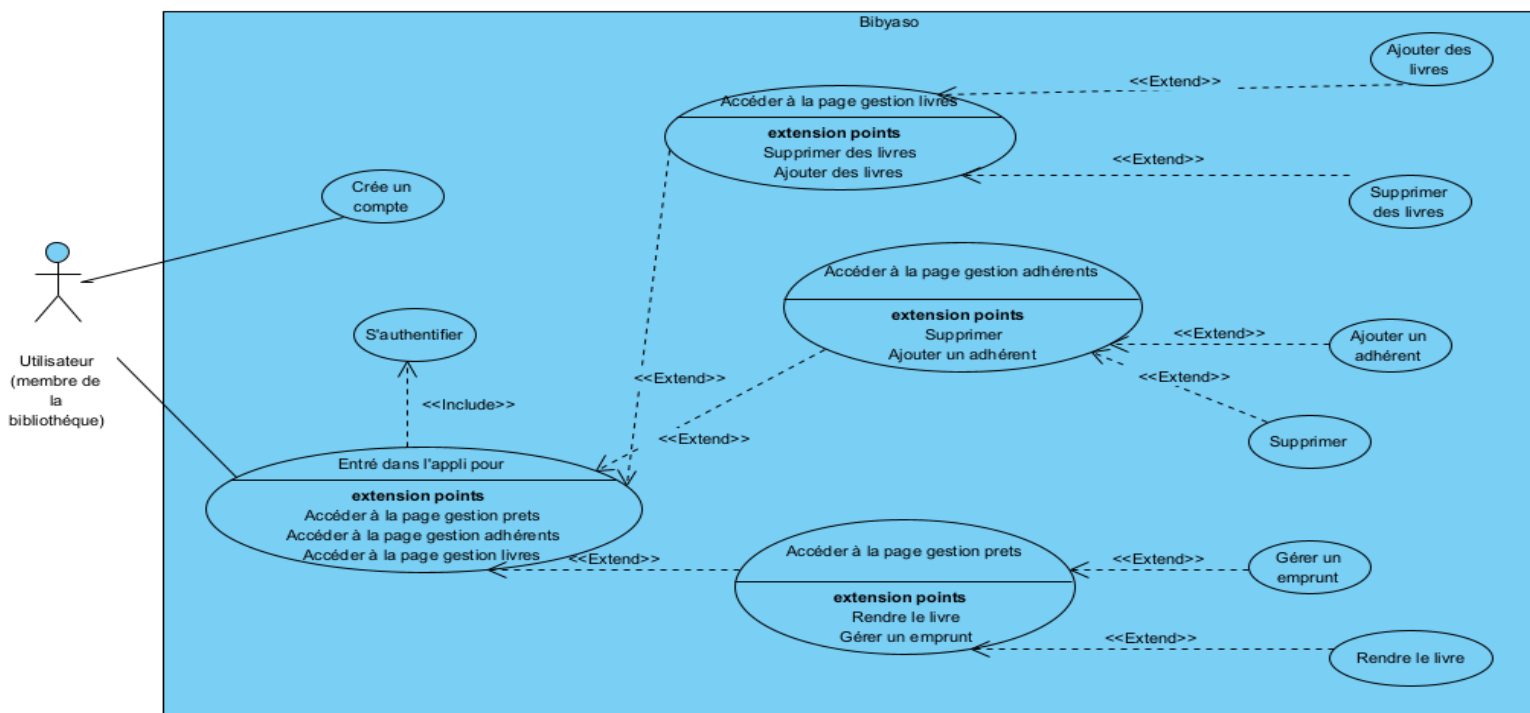 Bibyaso
Ajouter des
livres
<<Extend>>
Accéder à la page gestion livres
extension points
Supprimer des livres
Ajouter des livres
<<Extend>>
Supprimer
des livres
Crée un
compte
Accéder à la page gestion adhérents
extension points
Supprimer
Ajouter un adhérent
<<Extend>>
Ajouter un
adhérent
<<Extend>>
Supprimer
S'authentifier
Utilisateur
(membre de
la
bibliothéque)
<<Include>>
<<Extend>>
<<Extend>>
Entré dans l'appli pour
extension points
Accéder à la page gestion prets
Accéder à la page gestion adhérents
Accéder à la page gestion livres
<<Extend>>
Accéder à la page gestion prets
extension points
Rendre le livre
Gérer un emprunt
<<Extend>>
Gérer un
emprunt
<<Extend>>
Rendre le livre